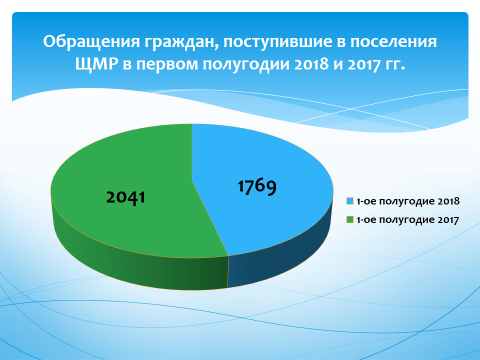 Обращения граждан, поступившие в поселения
ЩМР в первом полугодии 2018 и 2017 гг.
2041
1769
1-ое полугодие 2018
1-ое полугодие 2017